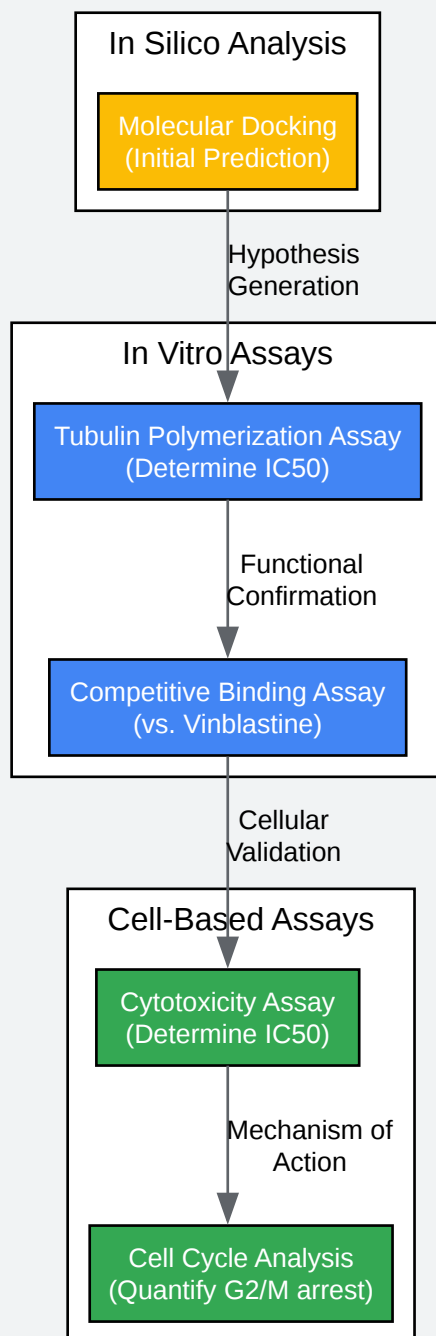 In Silico Analysis
Molecular Docking
(Initial Prediction)
Hypothesis
Generation
In Vitro Assays
Tubulin Polymerization Assay
(Determine IC50)
Functional
Confirmation
Competitive Binding Assay
(vs. Vinblastine)
Cellular
Validation
Cell-Based Assays
Cytotoxicity Assay
(Determine IC50)
Mechanism of
Action
Cell Cycle Analysis
(Quantify G2/M arrest)